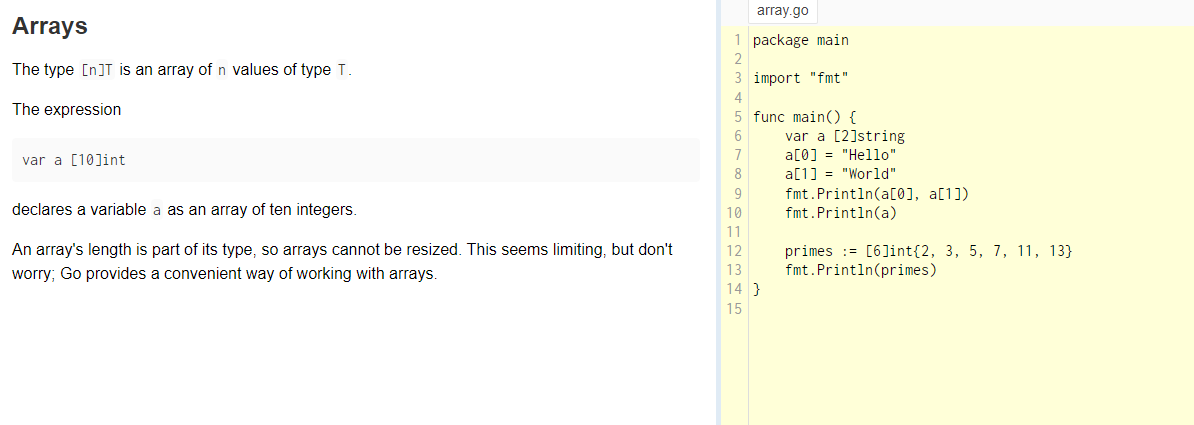 Arrays
The type [n]T is an array of n values of type T.
The expression
var a [10]int
declares a variable a as an array of ten integers.
An array's length is part of its type, so arrays cannot be resized. This seems limiting, but don't
worry; Go provides a convenient way of working with arrays.
array.go
1 package main
2
3 import "fmt"
4
5 func main() {
6     var a [2]string
7     a[0] = "Hello"
8     a[1] = "World"
9     fmt.Println(a[0], a[1])
10     fmt.Println(a)
11
12     primes := [6]int{2, 3, 5, 7, 11, 13}
13     fmt.Println(primes)
14 }
15